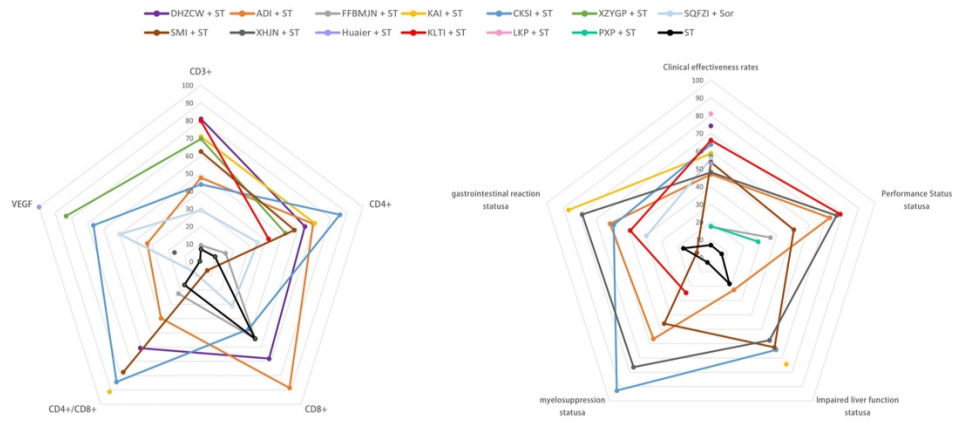 DHZCW + ST ADI + ST FFBMJN + ST KAI + ST CKSI + ST XZYGP + ST SQFZI + Sor
SMI + ST XHJN + ST Huaier + ST KLTI + ST LKP + ST PXP + ST ST
CD3+
100
90
80
70
60
50
40
30
20
10
0
VEGF
CD4+
CD4+/CD8+
CD8+
Clinical effectiveness rates
100
90
80
70
60
50
40
30
20
10
0
gastrointestinal reaction
statusa
Performance Status
statusa
myelosuppression
statusa
Impaired liver function
statusa